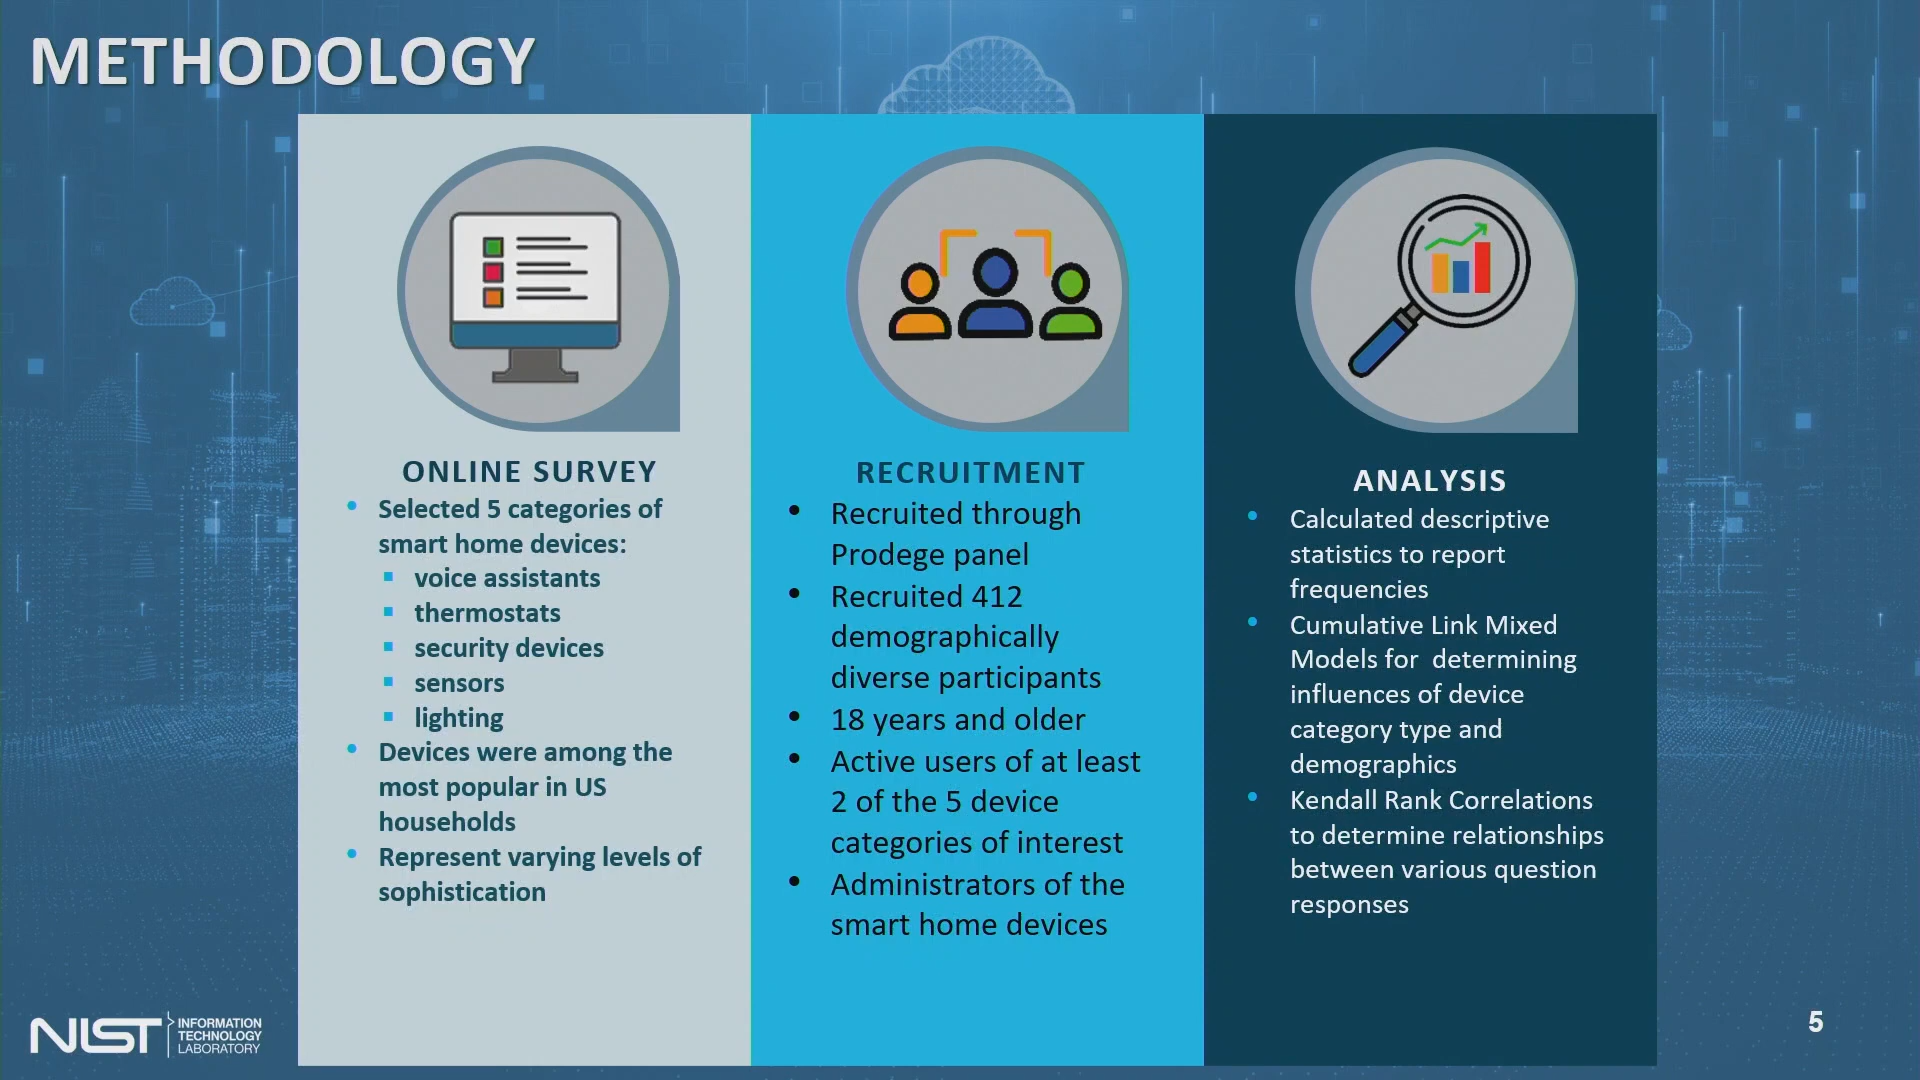 METHODOLOGY
ONLINE SURVEY
• Selected 5 categories of
smart home devices:
▪ voice assistants
▪ thermostats
▪ security devices
▪ sensors
▪ lighting
• Devices were among the
most popular in US
households
• Represent varying levels of
sophistication
RECRUITMENT
• Recruited through
Prodege panel
• Recruited 412
demographically
diverse participants
• 18 years and older
• Active users of at least
2 of the 5 device
categories of interest
• Administrators of the
smart home devices
ANALYSIS
• Calculated descriptive
statistics to report
frequencies
• Cumulative Link Mixed
Models for  determining
influences of device
category type and
demographics
• Kendall Rank Correlations
to determine relationships
between various question
responses
NIST
INFORMATION
TECHNOLOGY
LABORATORY
5